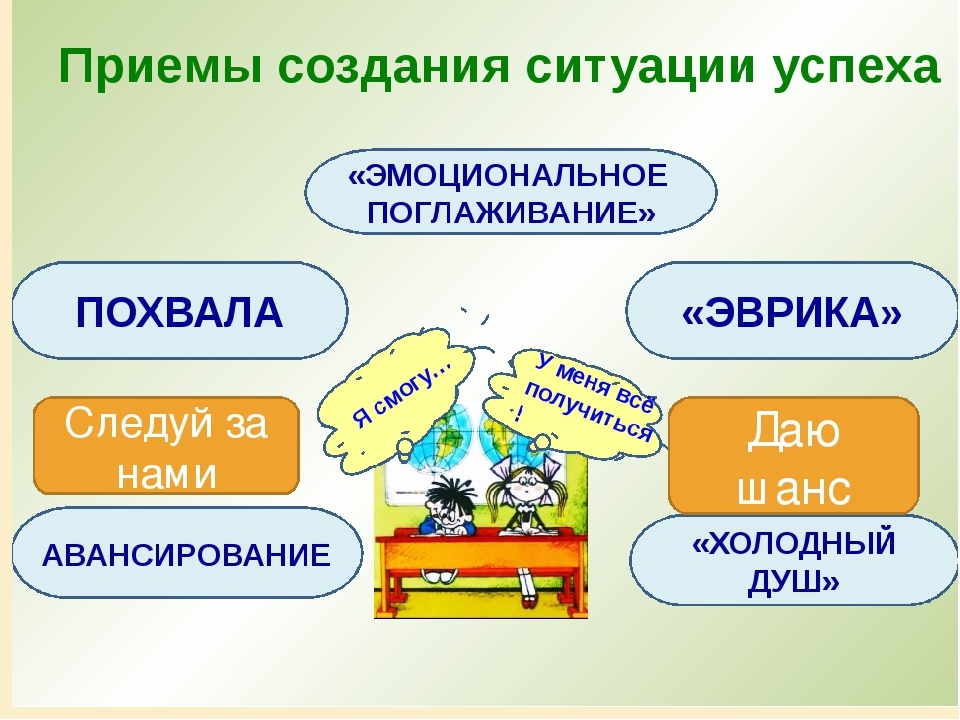 Приемы создания ситуации успеха
«ЭМОЦИОНАЛЬНОЕ
ПОГЛАЖИВАНИЕ»
ПОХВАЛА
«ЭВРИКА»
Я смогу…
У меня всё
получиться
!
Следуй за
нами
Даю
шанс
АВАНСИРОВАНИЕ
«ХОЛОДНЫЙ
ДУШ»